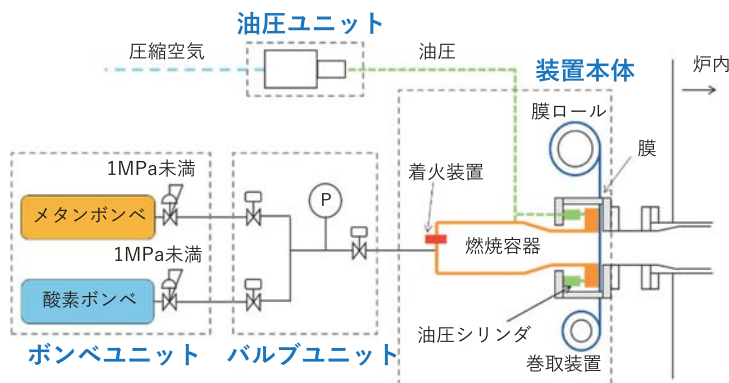 油圧ユニット
圧縮空気
油圧
装置本体
炉内
膜ロール
膜
1MPa未満
着火装置
メタンボンベ
P
1MPa未満
燃焼容器
酸素ボンベ
油圧シリンダ
ボンベユニット
バルブユニット
巻取装置